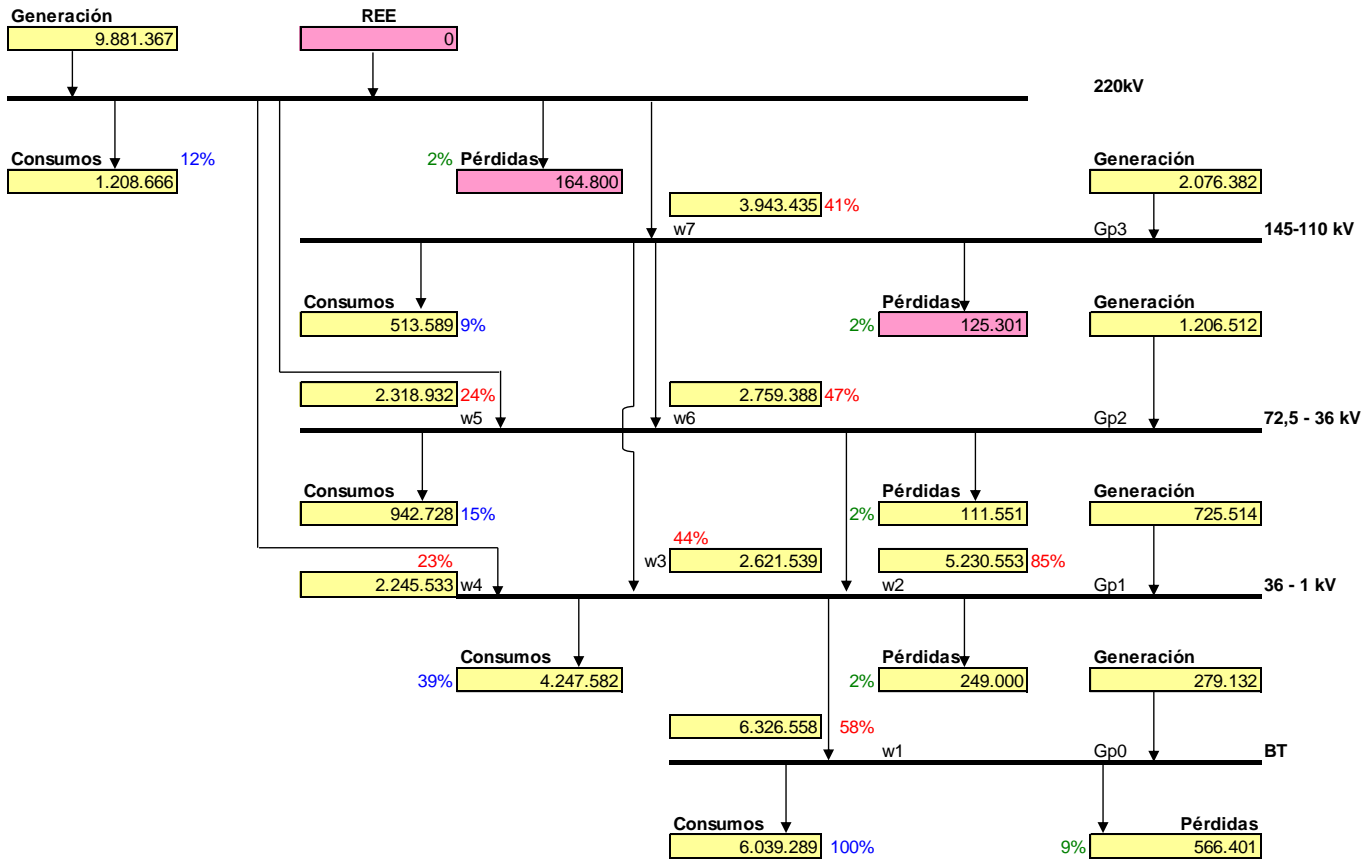 Generación REE
9.881.367 0
220kV
Consumos 12% 2% Pérdidas Generación
1.208.666 164.800 2.076.382
3.943.435 41%
w7 Gp3 145-110 kV
Consumos Pérdidas Generación
513.589 9% 2% 125.301 1.206.512
2.318.932 24% 2.759.388 47%
w5 w6 Gp2 72,5 - 36 kV
Consumos Pérdidas Generación
942.728 15% 2% 111.551 725.514
44%
23% w3 2.621.539 5.230.553 85%
2.245.533 w4 w2 Gp1 36 - 1 kV
Consumos Pérdidas Generación
39% 4.247.582 2% 249.000 279.132
6.326.558 58%
w1 Gp0 BT
Consumos Pérdidas
6.039.289 100% 9% 566.401